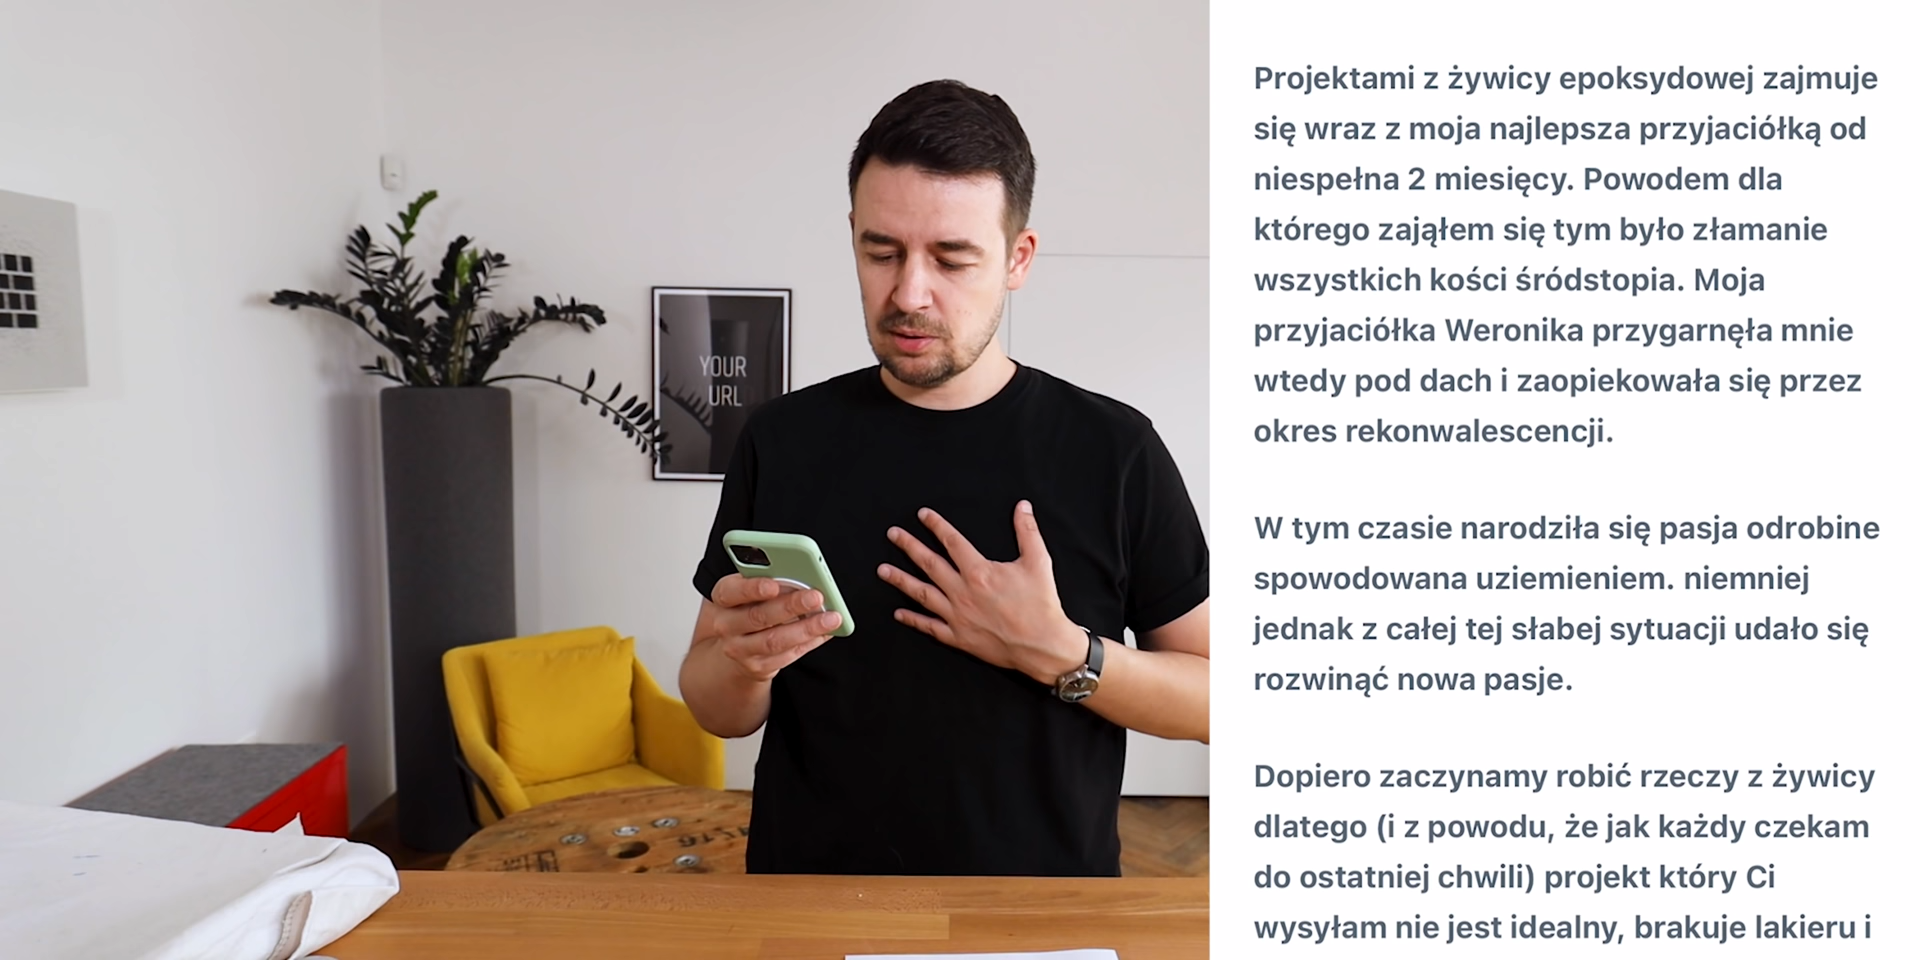 YOUR
URL
Projektami z żywicy epoksydowej zajmuje
się wraz z moja najlepsza przyjaciółką od
niespełna 2 miesięcy. Powodem dla
którego zająłem się tym było złamanie
wszystkich kości śródstopia. Moja
przyjaciółka Weronika przygarnęła mnie
wtedy pod dach i zaopiekowała się przez
okres rekonwalescencji.
W tym czasie narodziła się pasja odrobine
spowodowana uziemieniem. niemniej
jednak z całej tej słabej sytuacji udało się
rozwinąć nowa pasje.
Dopiero zaczynamy robić rzeczy z żywicy
dlatego (i z powodu, że jak każdy czekam
do ostatniej chwili) projekt który Ci
wysyłam nie jest idealny, brakuje lakieru i